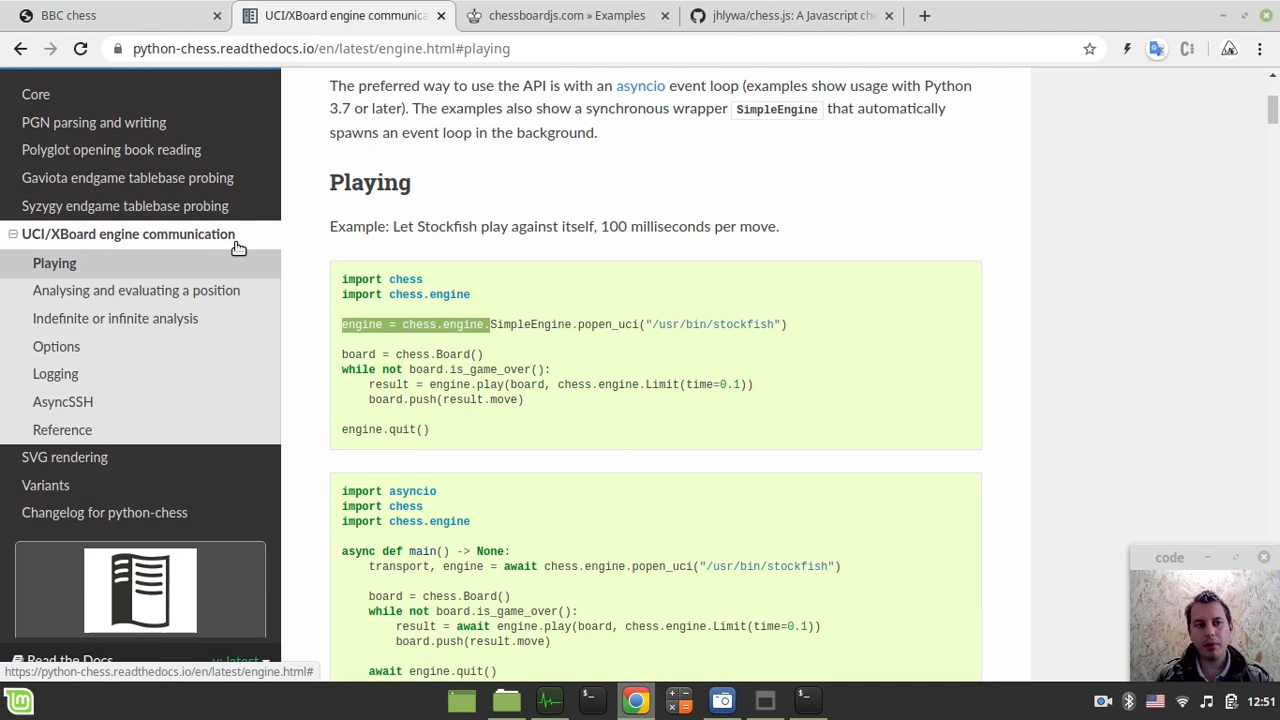 BBC chess
UCI/XBoard engine communica
chessboardjs.com » Examples
jhlywa/chess.js: A Javascript che
python-chess.readthedocs.io/en/latest/engine.html#playing
Core
PGN parsing and writing
Polyglot opening book reading
Gaviota endgame tablebase probing
Syzygy endgame tablebase probing
UCI/XBoard engine communication
Playing
Analysing and evaluating a position
Indefinite or infinite analysis
Options
Logging
AsyncSSH
Reference
SVG rendering
Variants
Changelog for python-chess
Read the Docs v: latest
https://python-chess.readthedocs.io/en/latest/engine.html#
The preferred way to use the API is with an asyncio event loop (examples show usage with Python
3.7 or later). The examples also show a synchronous wrapper SimpleEngine that automatically
spawns an event loop in the background.
Playing
Example: Let Stockfish play against itself, 100 milliseconds per move.
import chess
import chess.engine
engine = chess.engine.SimpleEngine.popen_uci("/usr/bin/stockfish")
board = chess.Board()
while not board.is_game_over():
    result = engine.play(board, chess.engine.Limit(time=0.1))
    board.push(result.move)
engine.quit()
import asyncio
import chess
import chess.engine
async def main() -> None:
    transport, engine = await chess.engine.popen_uci("/usr/bin/stockfish")
    board = chess.Board()
    while not board.is_game_over():
        result = await engine.play(board, chess.engine.Limit(time=0.1))
        board.push(result.move)
    await engine.quit()
code
12:51